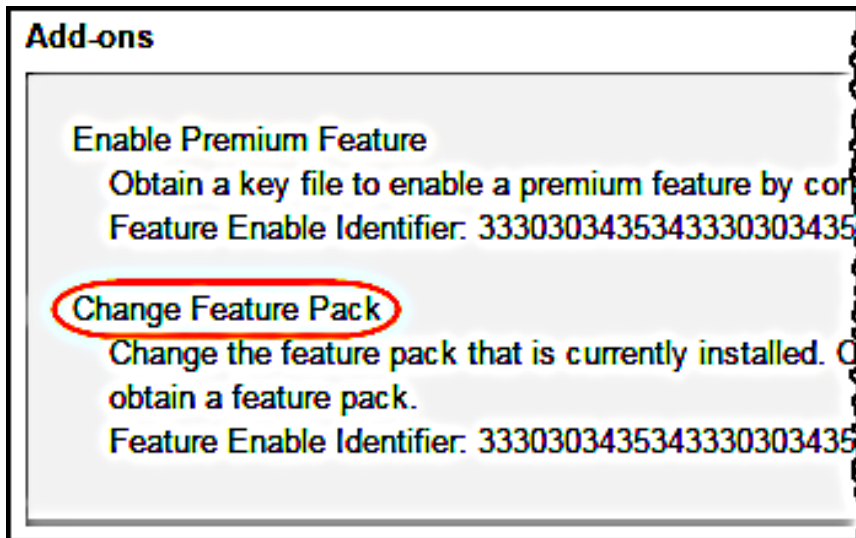 Add-ons
Enable Premium Feature
Obtain a key file to enable a premium feature by
Feature Enable Identifier: 3330303435343330303435
Change Feature Pack
Change the feature pack that is currently installed.
obtain a feature pack.
Feature Enable Identifier: 3330303435343330303435